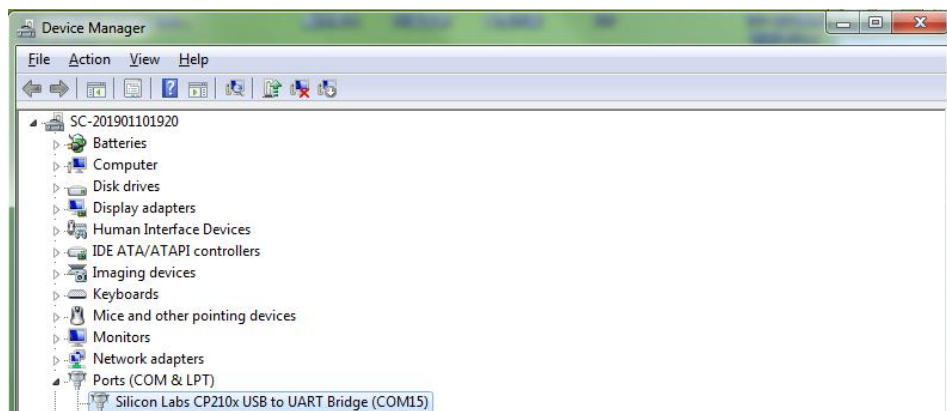 Device Manager
File Action View Help
SC-201901101920
Batteries
Computer
Disk drives
Display adapters
Human Interface Devices
IDE ATA/ATAPI controllers
Imaging devices
Keyboards
Mice and other pointing devices
Monitors
Network adapters
Ports (COM & LPT)
Silicon Labs CP210x USB to UART Bridge (COM15)